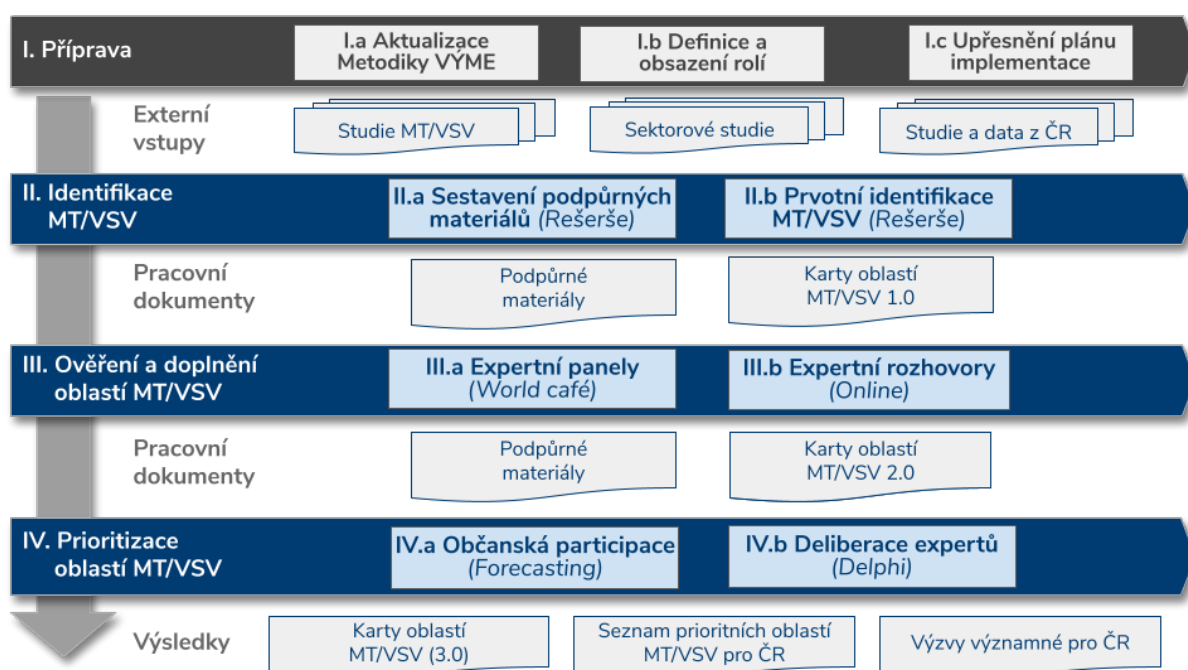 I. Příprava
I.a Aktualizace
Metodiky VÝME
I.b Definice a
obsazení rolí
I.c Upřesnění plánu
implementace
Externí
vstupy
Studie MT/VSV
Sektorové studie
Studie a data z ČR
II. Identifikace
MT/VSV
II.a Sestavení podpůrných
materiálů (Rešerše)
II.b Prvotní identifikace
MT/VSV (Rešerše)
Pracovní
dokumenty
Podpůrné
materiály
Karty oblastí
MT/VSV 1.0
III. Ověření a doplnění
oblastí MT/VSV
III.a Expertní panely
(World café)
III.b Expertní rozhovory
(Online)
Pracovní
dokumenty
Podpůrné
materiály
Karty oblastí
MT/VSV 2.0
IV. Prioritizace
oblastí MT/VSV
IV.a Občanská participace
(Forecasting)
IV.b Deliberace expertů
(Delphi)
Výsledky
Karty oblastí
MT/VSV (3.0)
Seznam prioritních oblastí
MT/VSV pro ČR
Výzvy významné pro ČR